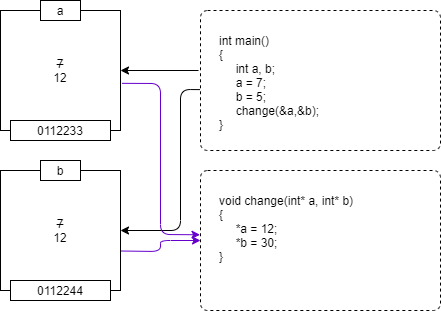 a
7
12
0112233
b
7
12
0112244
int main()
{
int a, b;
a = 7;
b = 5;
change(&a,&b);
}
void change(int* a, int* b)
{
*a = 12;
*b = 30;
}